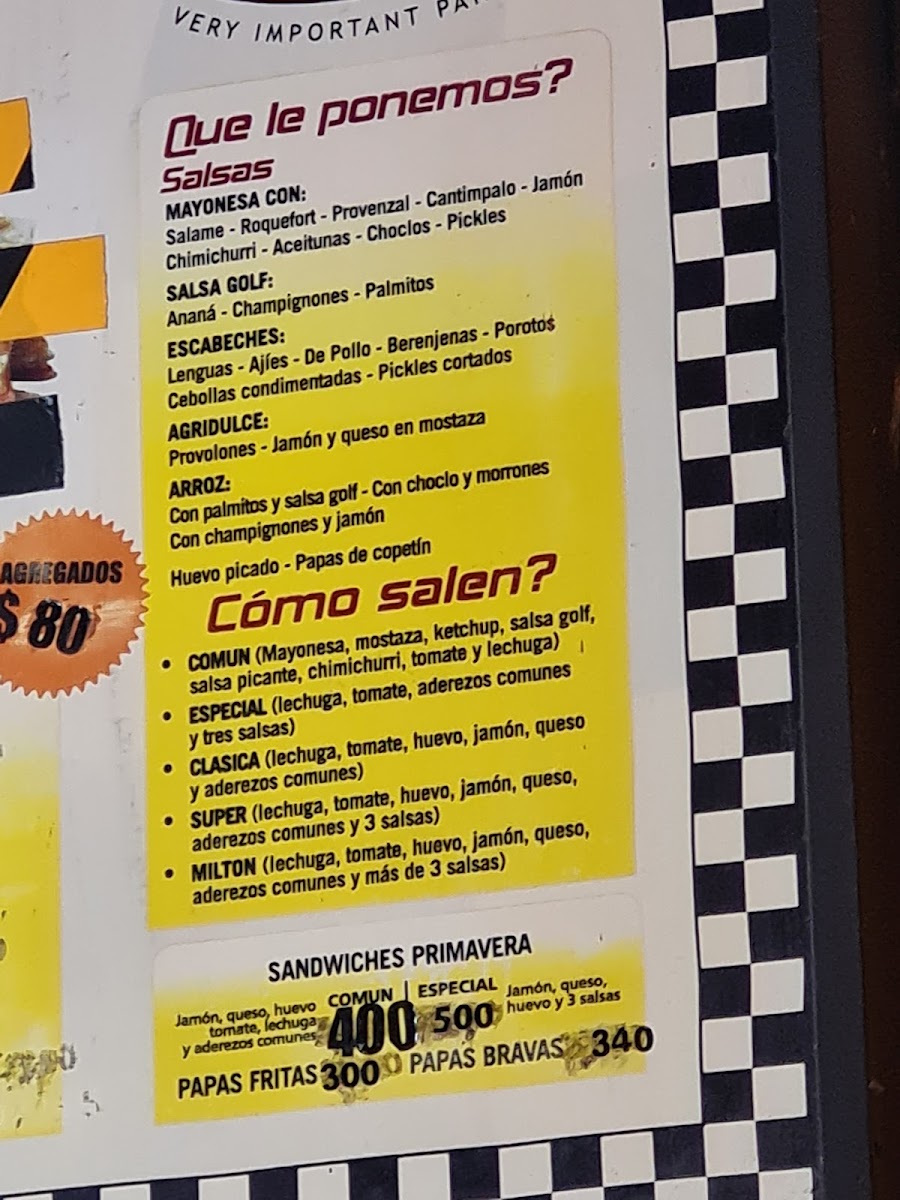 VERY IMPORTANT
Que le ponemos?
Salsas
MAYONESA CON:
Salame - Roquefort - Provenzal - Cantimpalo - Jamón
Chimichurri - Aceitunas - Choclos - Pickles
SALSA GOLF:
Ananá - Champignones - Palmitos
ESCABECHES:
Lenguas - Ajíes - De Pollo - Berenjenas - Porotos
Cebollas condimentadas - Pickles cortados
AGRIDULCE:
Provolones - Jamón y queso en mostaza
ARROZ:
Con palmitos y salsa golf - Con choclo y morrones
Con champignones y jamón
Huevo picado - Papas de copetín
AGREGADOS
$ 80
Cómo salen?
• COMUN (Mayonesa, mostaza, ketchup, salsa golf,
salsa picante, chimichurri, tomate y lechuga)
• ESPECIAL (lechuga, tomate, aderezos comunes
y tres salsas)
• CLASICA (lechuga, tomate, huevo, jamón, queso
y aderezos comunes)
• SUPER (lechuga, tomate, huevo, jamón, queso,
aderezos comunes y 3 salsas)
• MILTON (lechuga, tomate, huevo, jamón, queso,
aderezos comunes y más de 3 salsas)
SANDWICHES PRIMAVERA
Jamón, queso, huevo
tomate, lechuga
y aderezos comunes
COMUN | ESPECIAL
400 500
Jamón, queso,
huevo y 3 salsas
PAPAS FRITAS 300 PAPAS BRAVAS 340